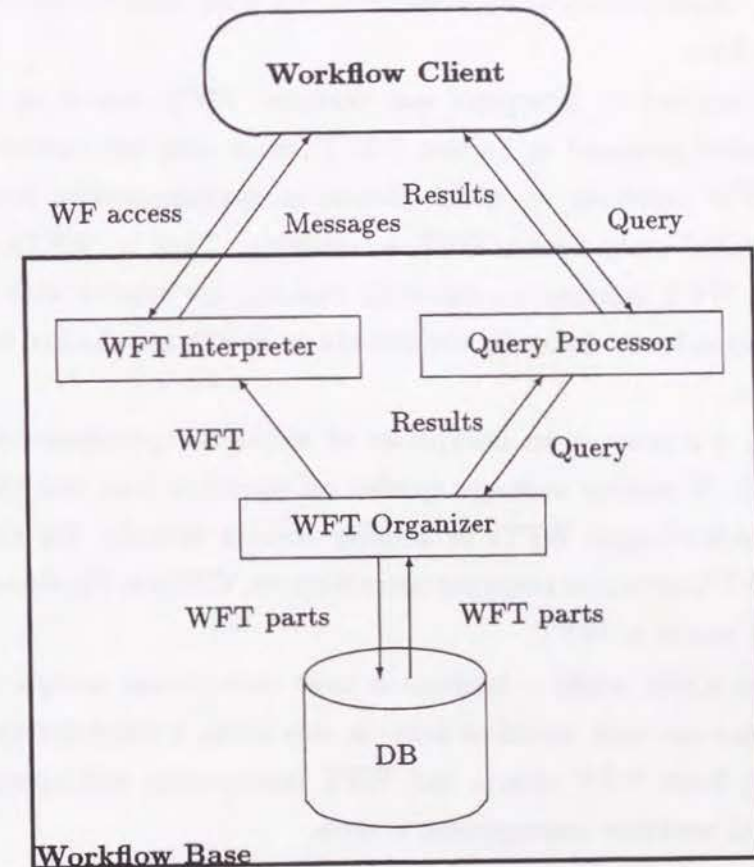 Workflow Client
WF access
Messages
Results
Query
WFT Interpreter
Query Processor
WFT
Results
Query
WFT Organizer
WFT parts
WFT parts
DB
Workflow Base